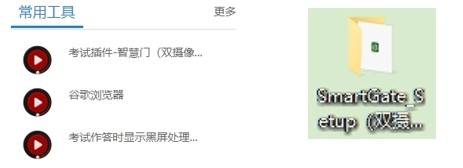 常用工具
更多
考试插件-智慧门（双摄像...
谷歌浏览器
考试作答时显示黑屏处理...
SmartGate_S
etup（双摄...